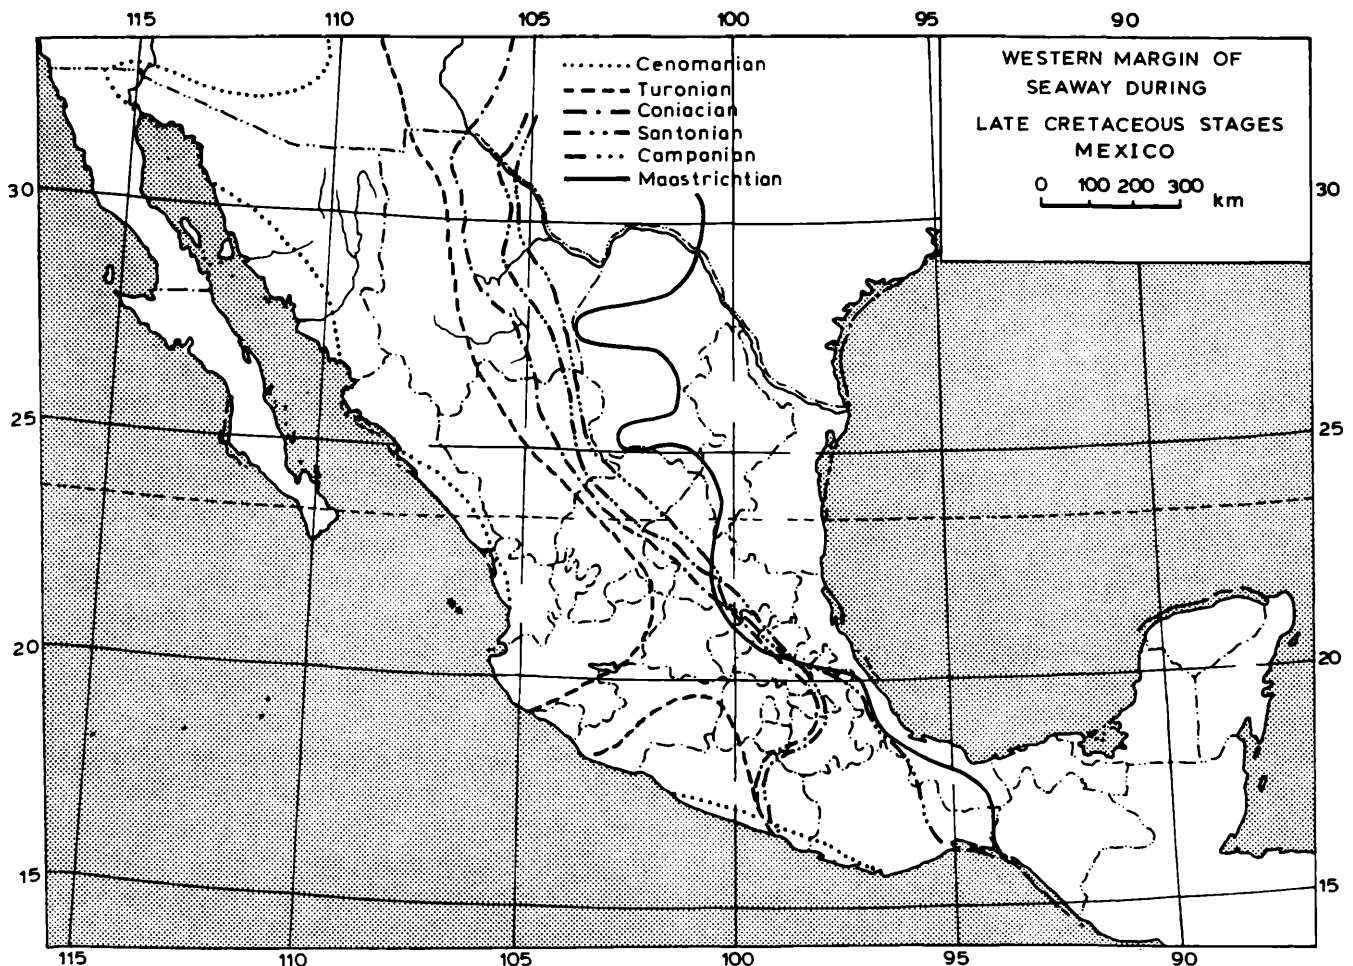 115 110 105 100 95 90
WESTERN MARGIN OF
SEAWAY DURING
LATE CRETACEOUS STAGES
MEXICO
0 100 200 300 km
Cenomanian
Turonian
Coniacian
Santonian
Campanian
Maastrichtian
30 30
25 25
20 20
15 15
115 110 105 100 95 90